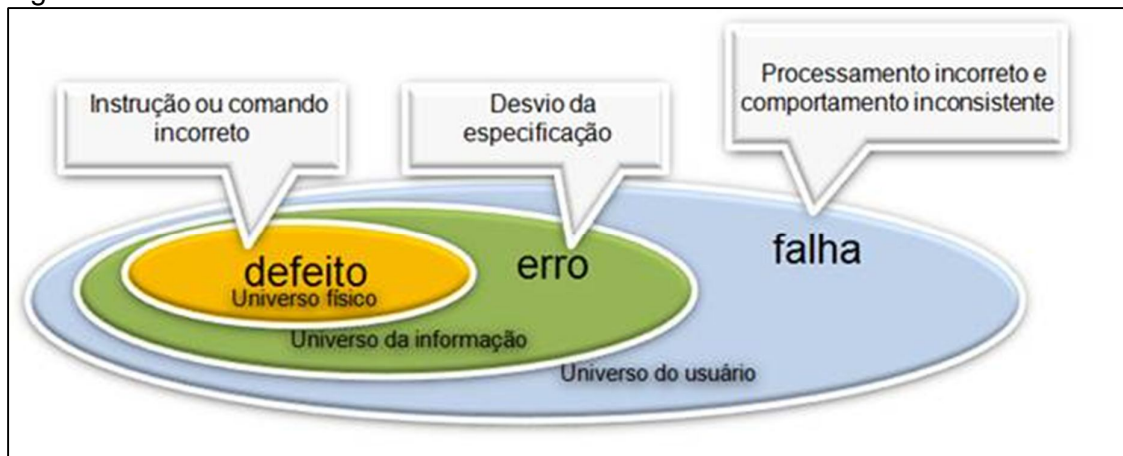 Instrução ou comando
incorreto
Desvio da
especificação
Processamento incorreto e
comportamento inconsistente
defeito
Universo físico
erro
Universo da informação
falha
Universo do usuário